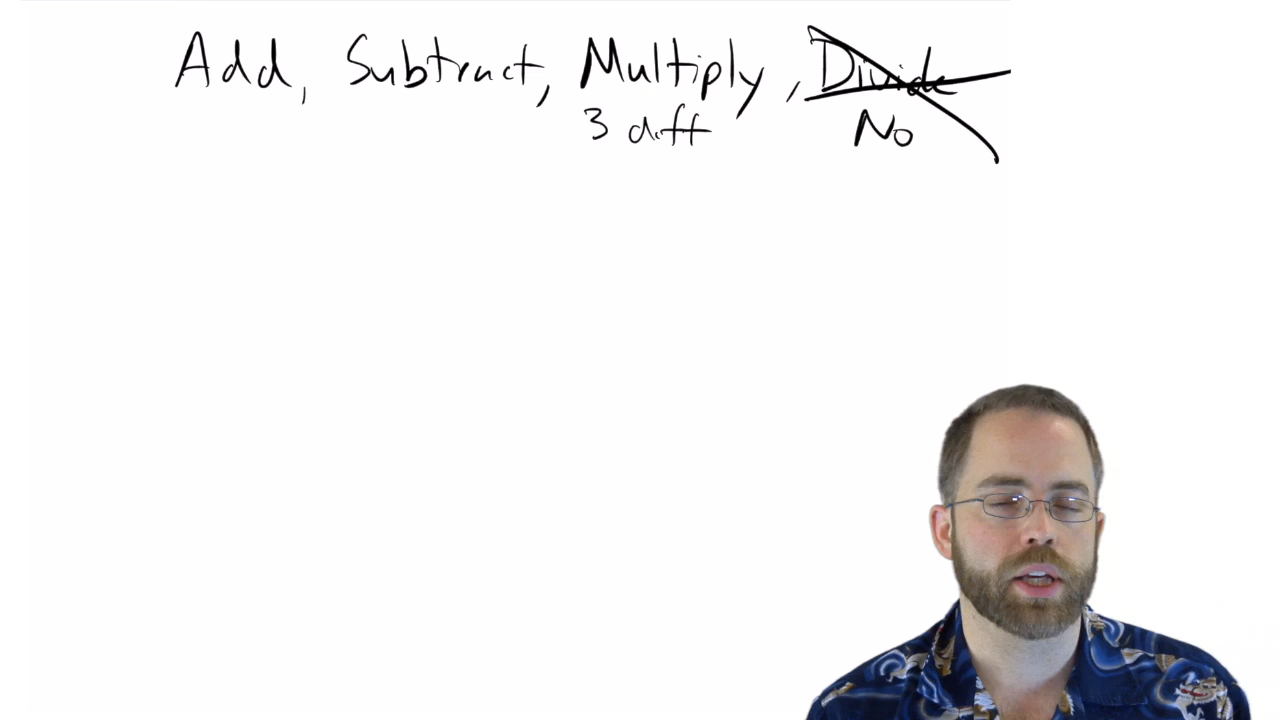 Add, Subtract, Multiply, Divide
3 diff No